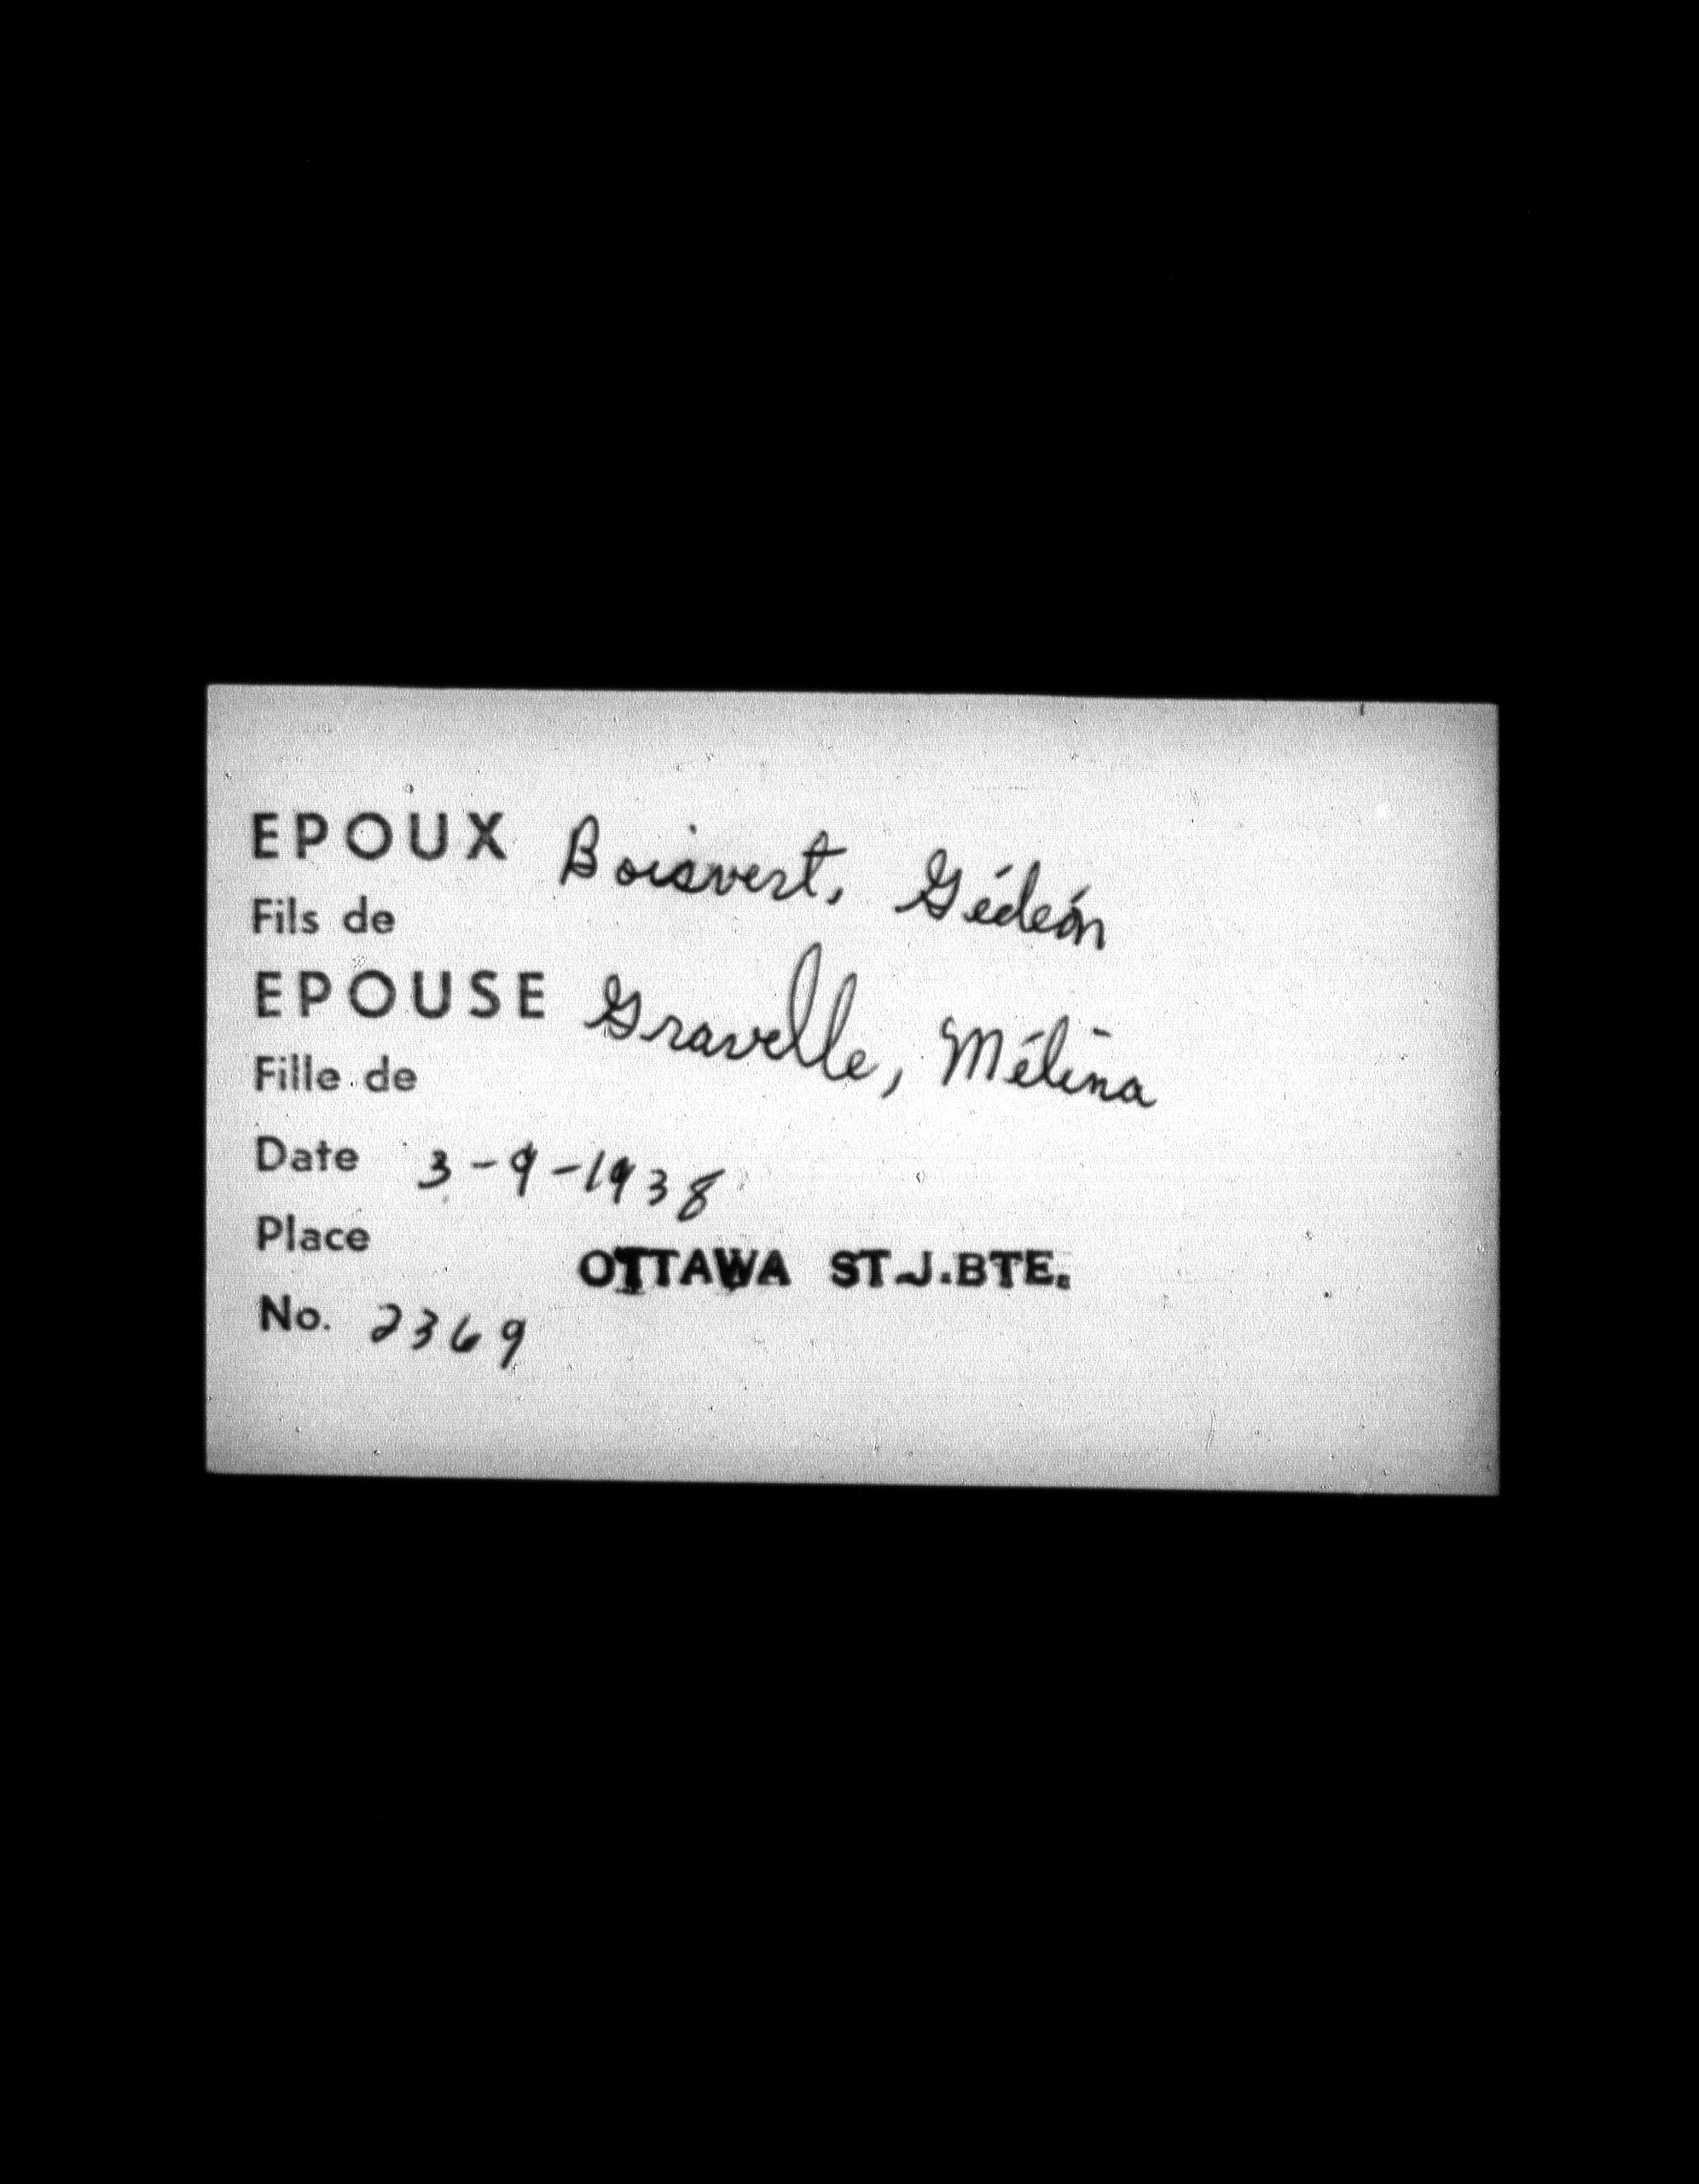 EPOUX Boisvert, Gédeón
Fils de
EPOUSE Gravelle, Mélina
Fille de
Date 3-9-1938
Place OTTAWA ST.J.BTE.
No. 2369